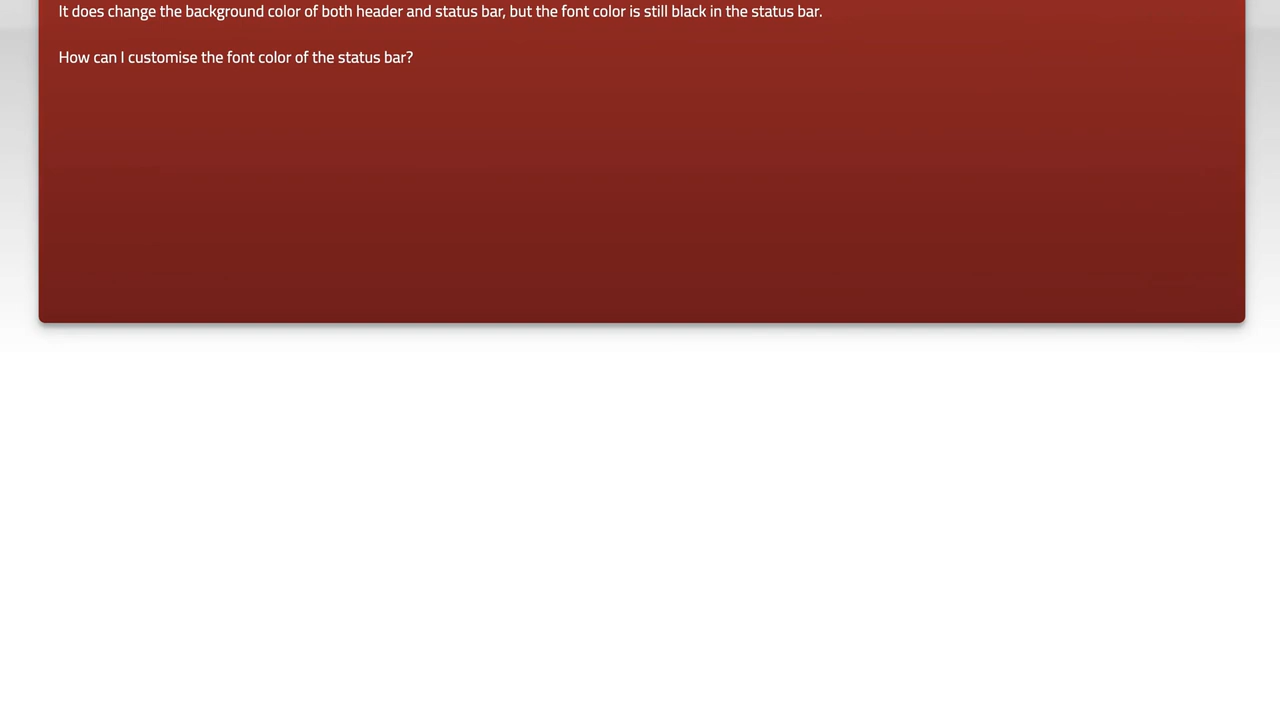 It does change the background color of both header and status bar, but the font color is still black in the status bar.
How can I customise the font color of the status bar?